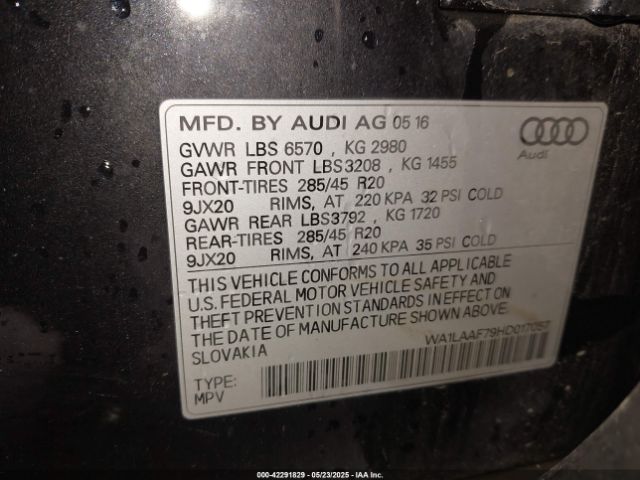 MFD. BY AUDI AG 05 16
GVWR LBS 6570 , KG 2980
GAWR FRONT LBS3208 , KG 1455
FRONT-TIRES 285/45 R20
9JX20 RIMS, AT 220 KPA 32 PSI COLD
GAWR REAR LBS3792 , KG 1720
REAR-TIRES 285/45 R20
9JX20 RIMS, AT 240 KPA 35 PSI COLD
Audi
THIS VEHICLE CONFORMS TO ALL APPLICABLE
U.S. FEDERAL MOTOR VEHICLE SAFETY AND
THEFT PREVENTION STANDARDS IN EFFECT ON
THE DATE OF MANUFACTURE SHOWN ABOVE.
SLOVAKIA
WA1LAAF79HD017057
TYPE:
MPV
000-42291829 - 05/23/2025 - IAA Inc.